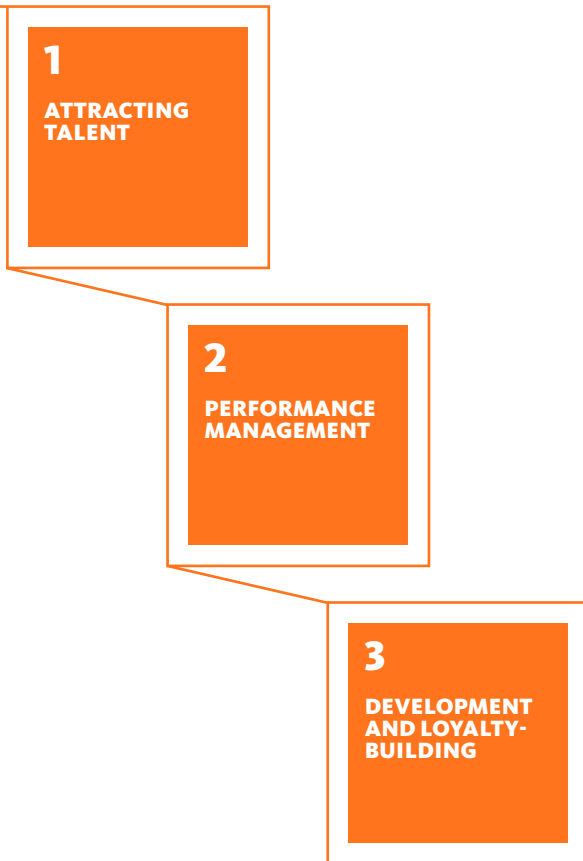 1
ATTRACTING
TALENT
2
PERFORMANCE
MANAGEMENT
3
DEVELOPMENT
AND LOYALTY-
BUILDING